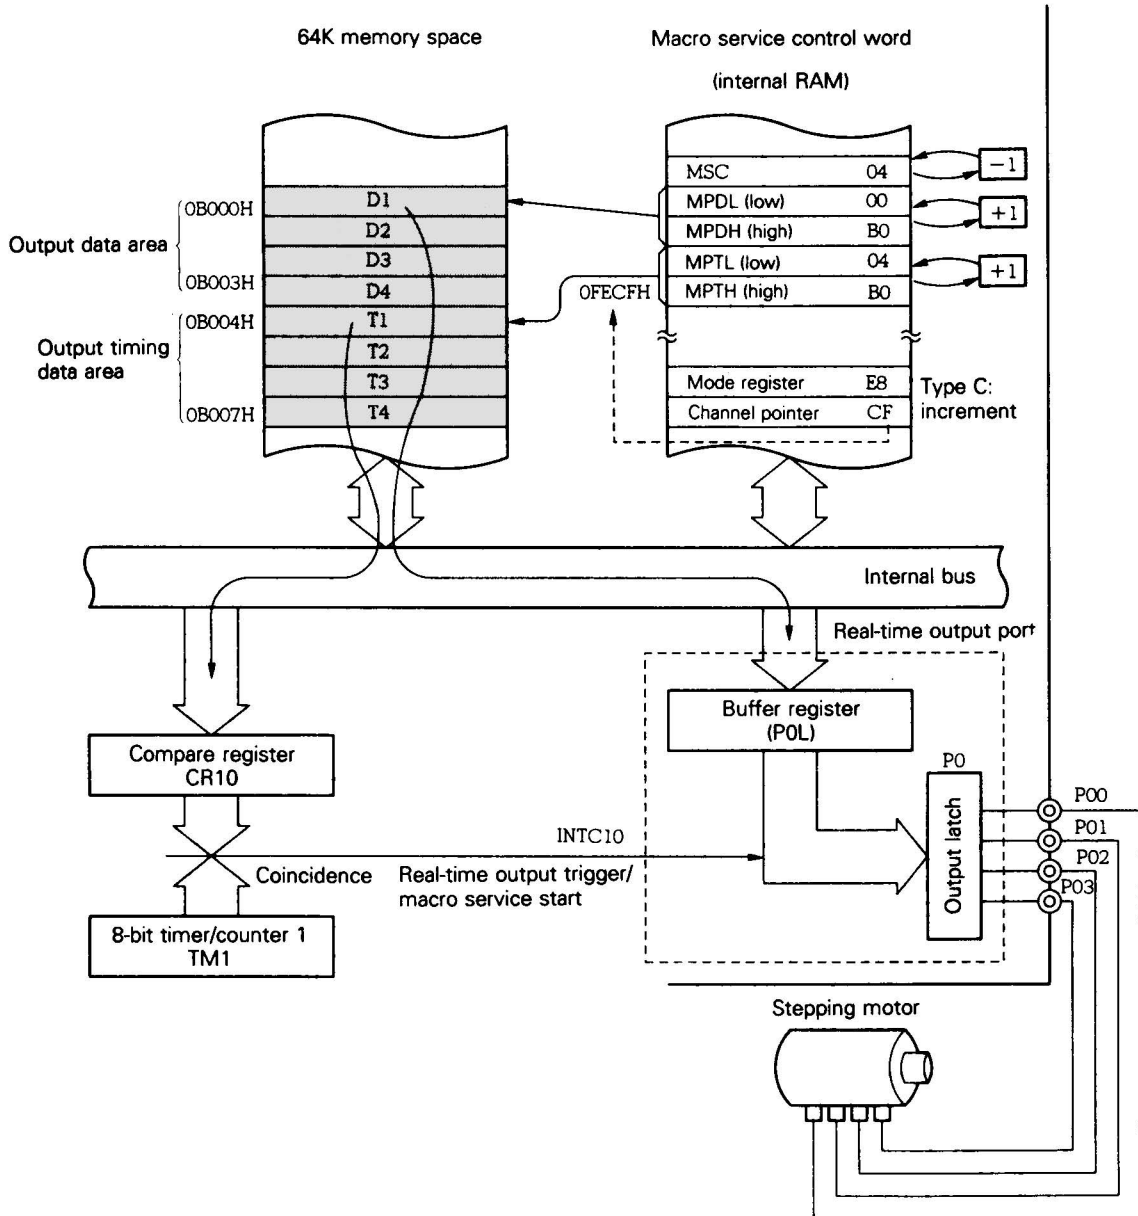 64K memory space
Macro service control word
(internal RAM)
MSC 04
-1
D1
MPDL (low) 00
+1
0B000H
D2
MPDH (high) B0
Output data area
D3
MPTL (low) 04
+1
0B003H
D4
0FECFH
MPTH (high) B0
0B004H
T1
Output timing
data area
T2
T3
Mode register E8
Type C:
increment
0B007H
T4
Channel pointer CF
Internal bus
Real-time output port
Buffer register
(P0L)
Compare register
CR10
P0
Output latch
P00
P01
P02
P03
INTC10
Coincidence
Real-time output trigger/
macro service start
8-bit timer/counter 1
TM1
Stepping motor